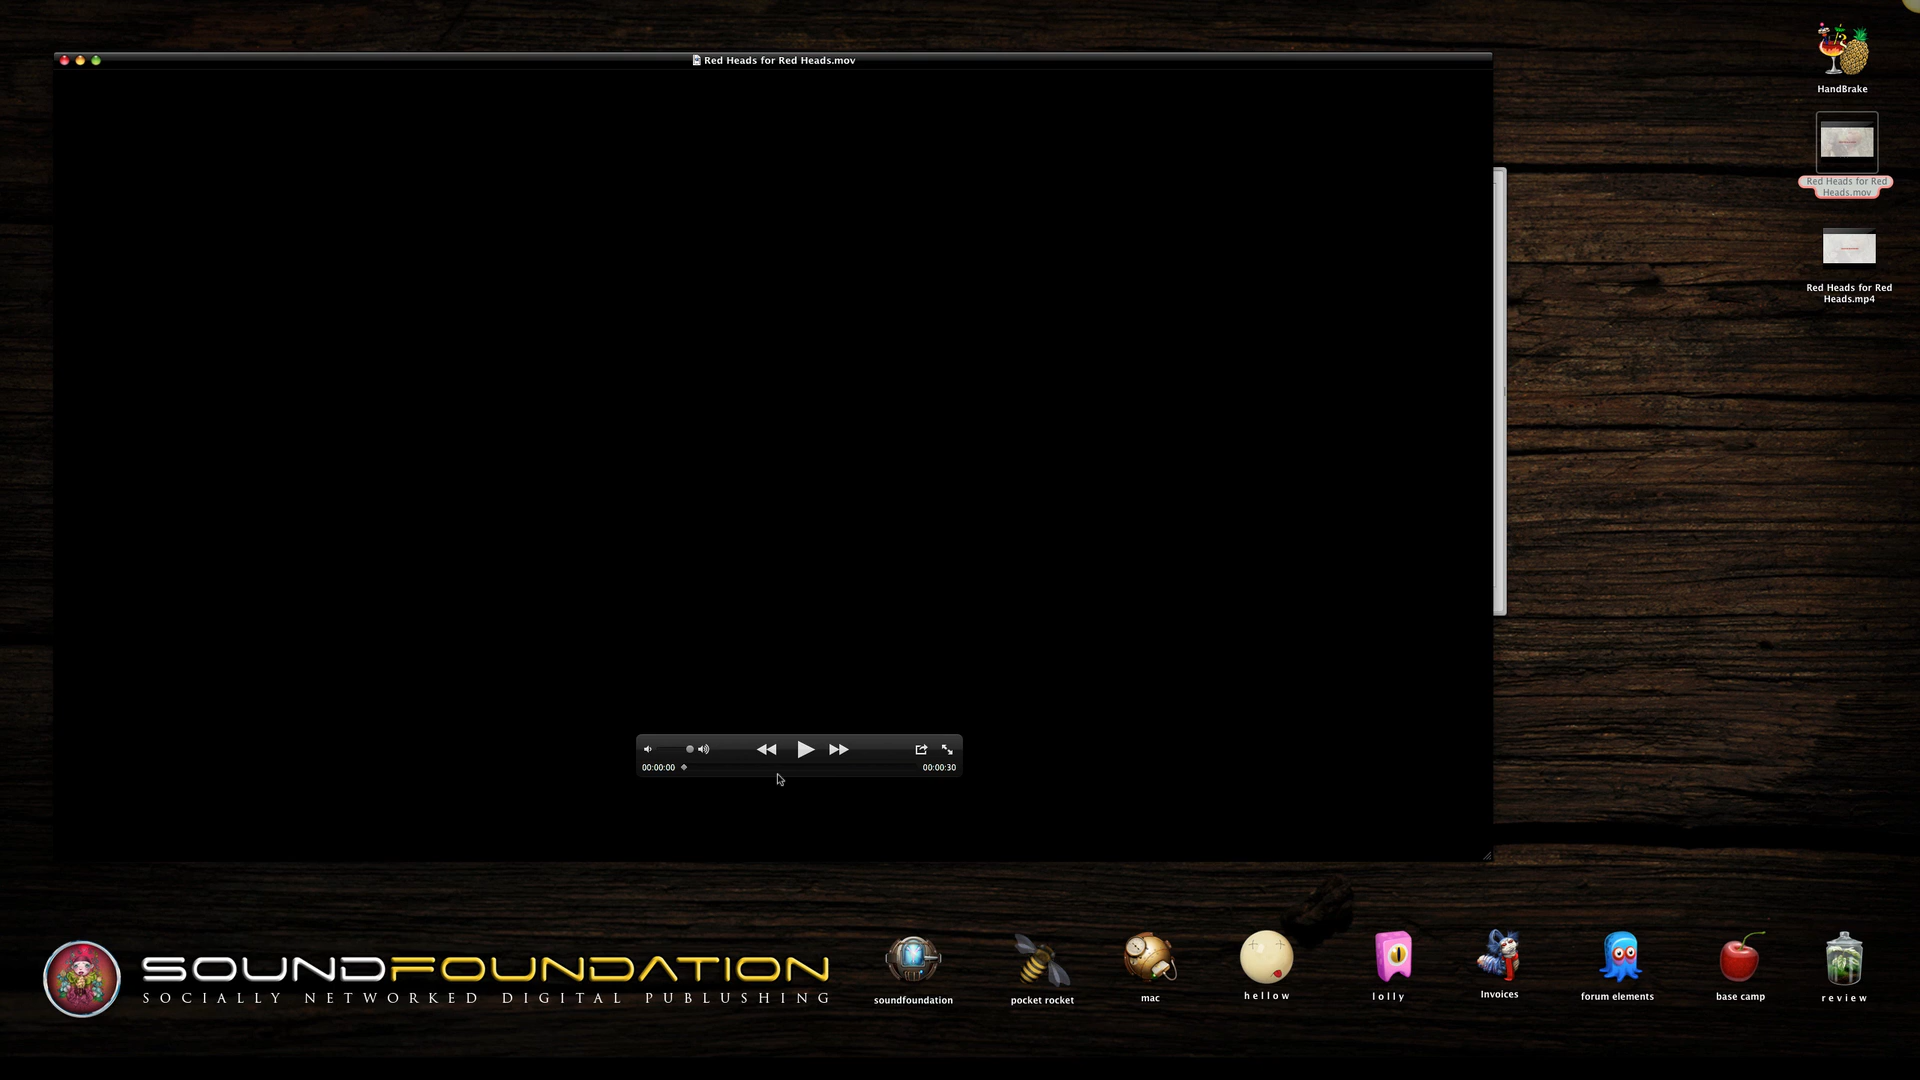 Red Heads for Red Heads.mov
HandBrake
Red Heads for Red
Heads.mov
Red Heads for Red
Heads.mp4
00:00:00
00:00:30
SOUNDFOUNDATION
SOCIALLY NETWORKED DIGITAL PUBLUSHING
soundfoundation
pocket rocket
mac
hellow
lolly
Invoices
forum elements
base camp
review